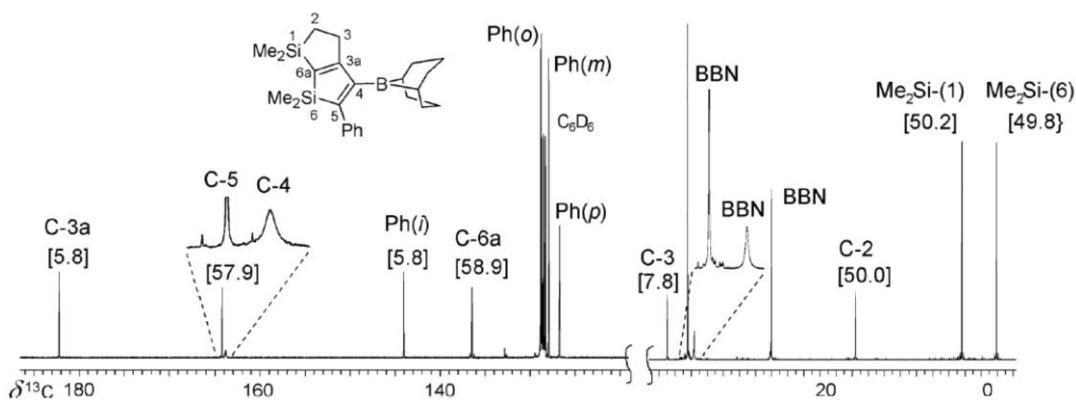 2
3
1
Me₂Si
3a
6a
4
B
Me₂Si
6
5
Ph
C-3a
[5.8]
C-5
C-4
[57.9]
Ph(i)
[5.8]
C-6a
[58.9]
Ph(o)
Ph(m)
C₆D₆
Ph(p)
C-3
[7.8]
BBN
BBN
BBN
C-2
[50.0]
Me₂Si-(1)
[50.2]
Me₂Si-(6)
[49.8}
δ¹³C 180 160 140 20 0